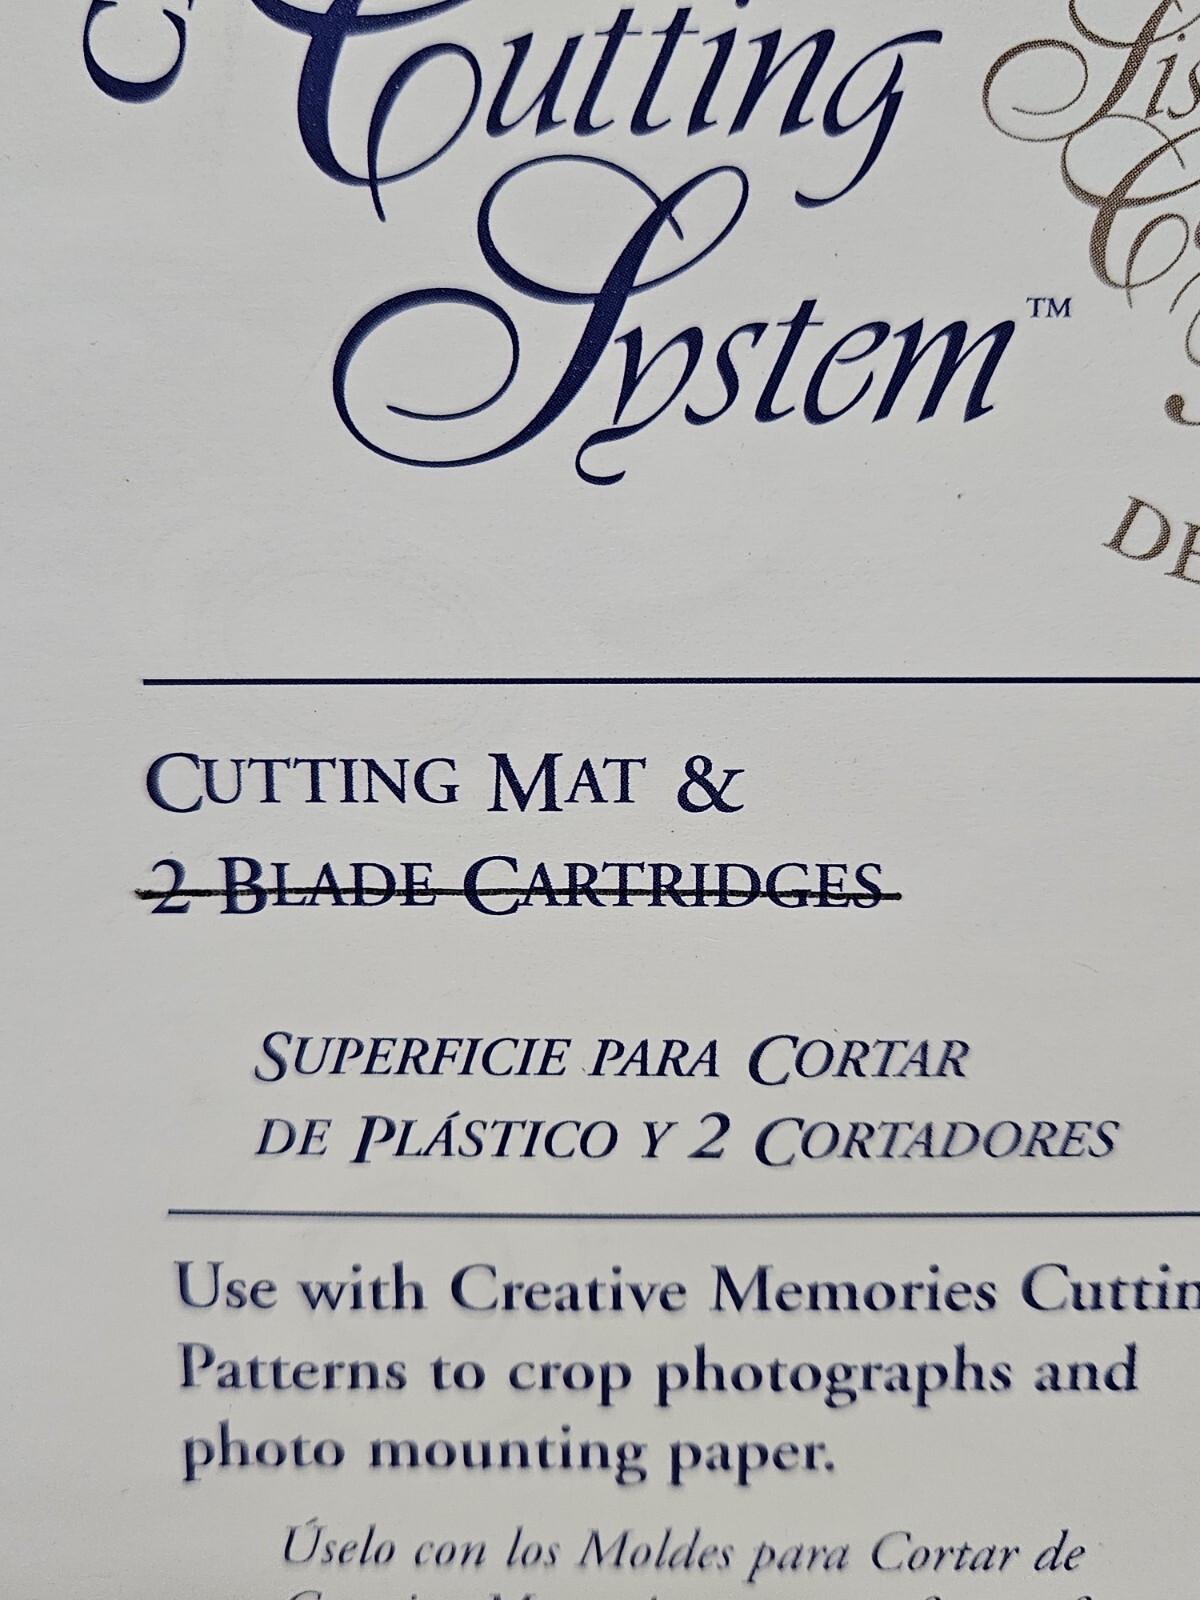 Cutting
System™
DE
CUTTING MAT &
2 BLADE CARTRIDGES
SUPERFICIE PARA CORTAR
DE PLÁSTICO Y 2 CORTADORES
Use with Creative Memories
Patterns to crop photographs and
photo mounting paper.
Úselo con los Moldes para Cortar de